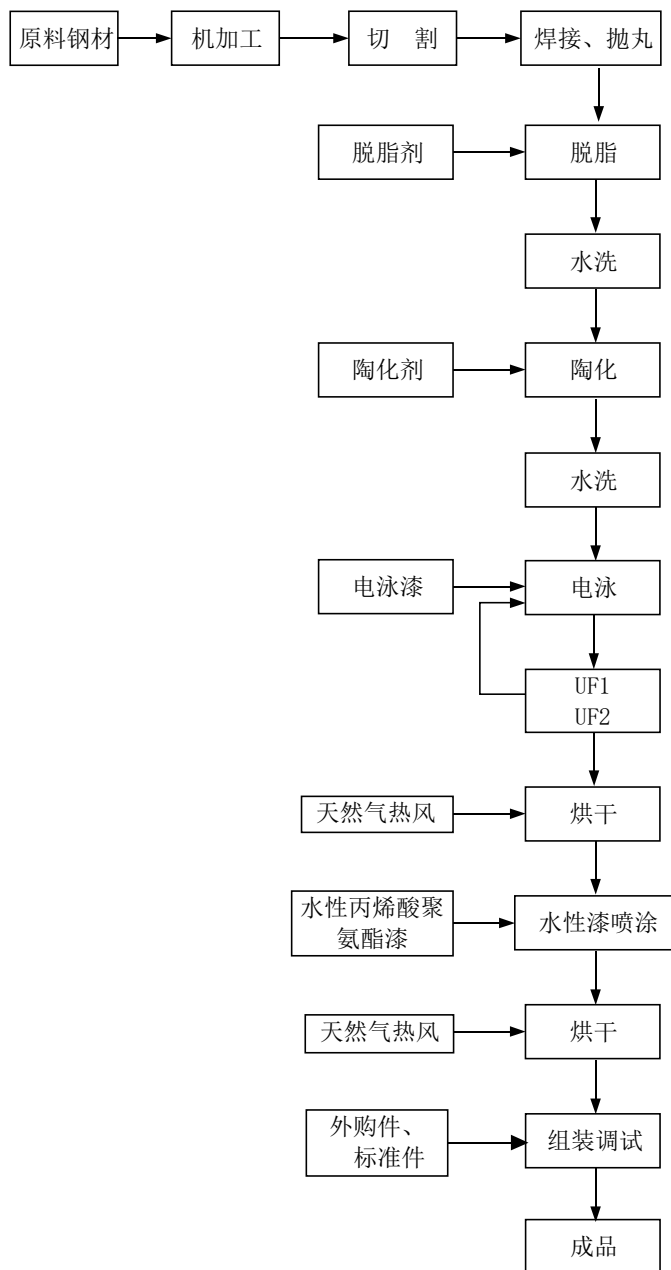 原料钢材
机加工
切　割
焊接、抛丸
脱脂剂
脱脂
水洗
陶化剂
陶化
水洗
电泳漆
电泳
UF1
UF2
天然气热风
烘干
水性丙烯酸聚
氨酯漆
水性漆喷涂
天然气热风
烘干
外购件、
标准件
组装调试
成品